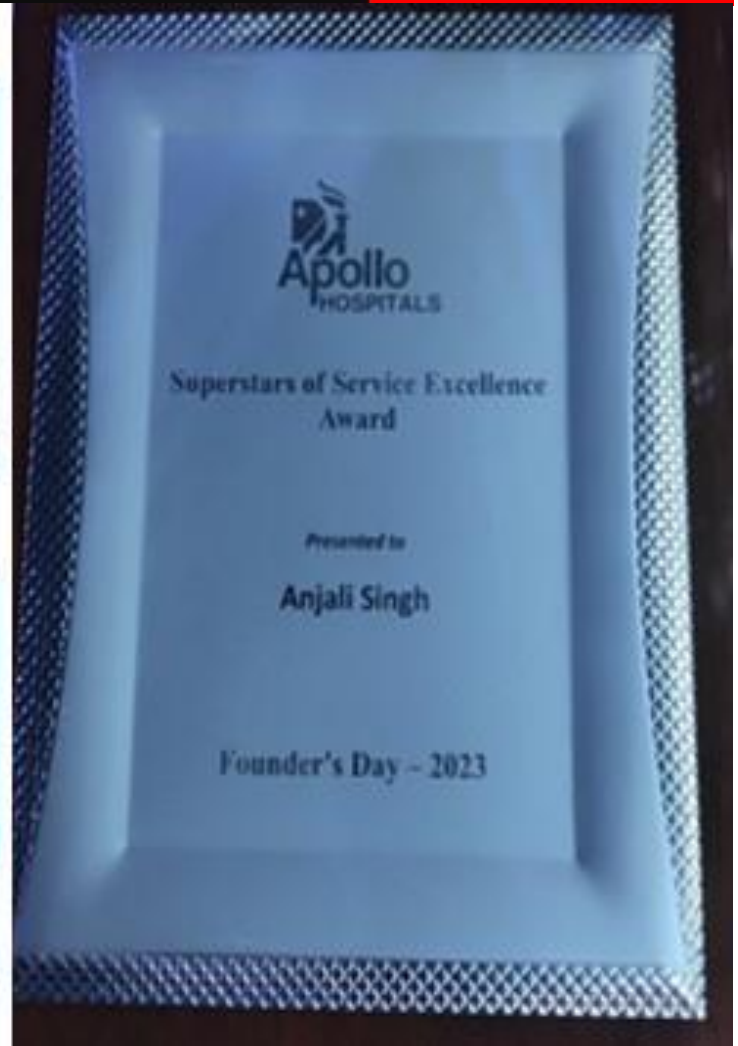 Apollo
HOSPITALS
Superstars of Service Excellence
Award
Presented to
Anjali Singh
Founder's Day – 2023